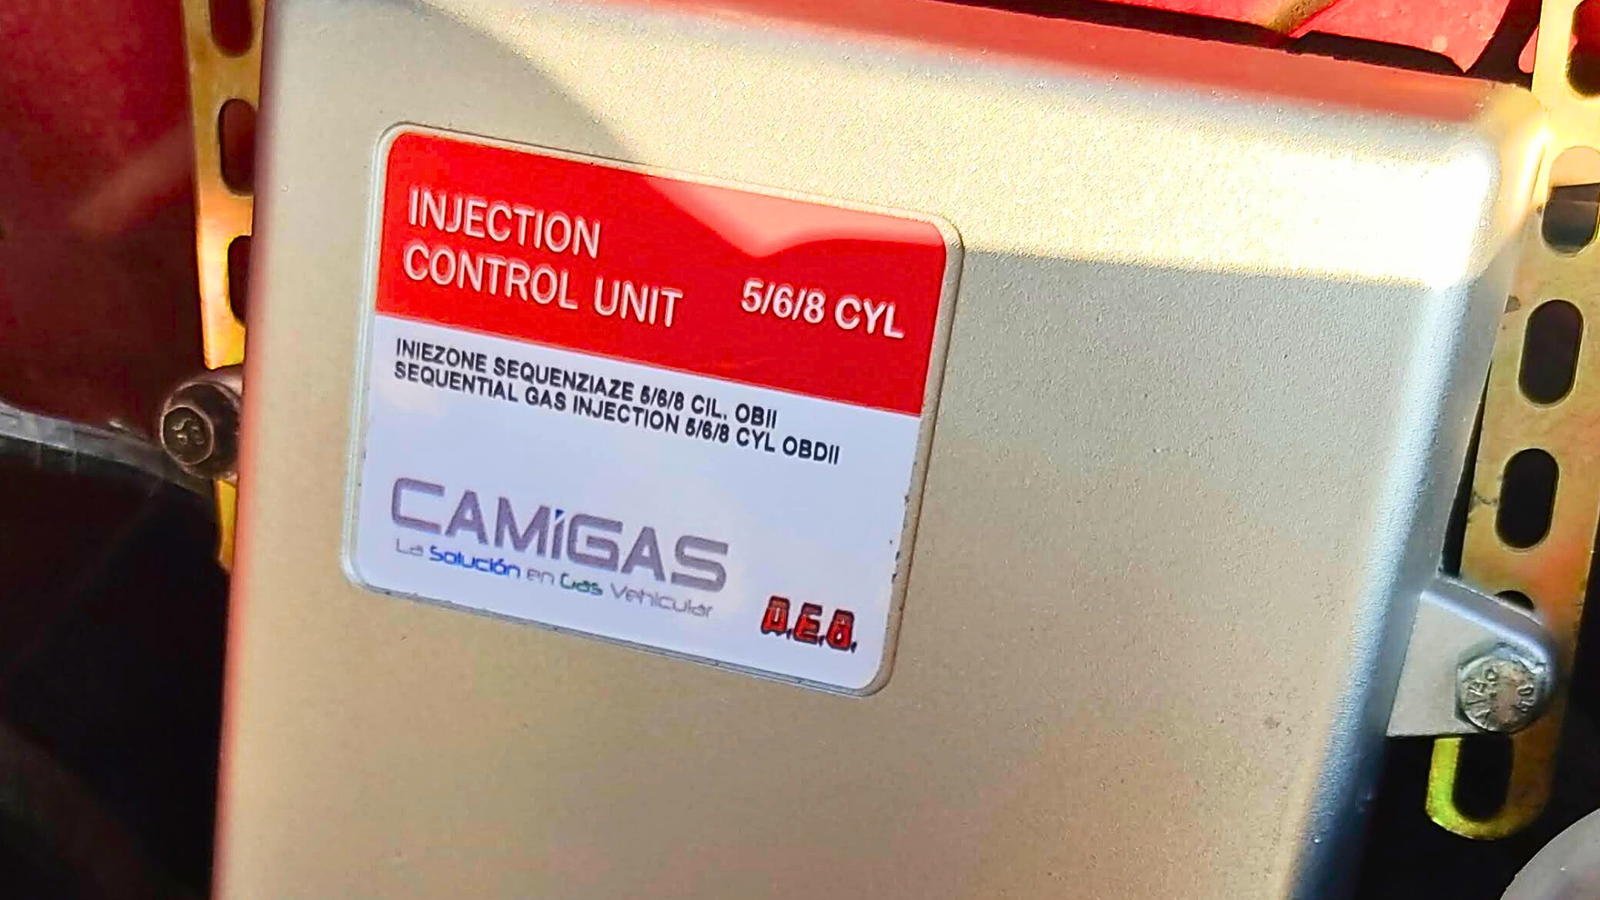 INJECTION
CONTROL UNIT
5/6/8 CYL
INIEZONE SEQUENZIAZE 5/6/8 CIL. OBII
SEQUENTIAL GAS INJECTION 5/6/8 CYL OBDII
CAMiGAS
La Solución en Gas Vehicular
A.E.B.